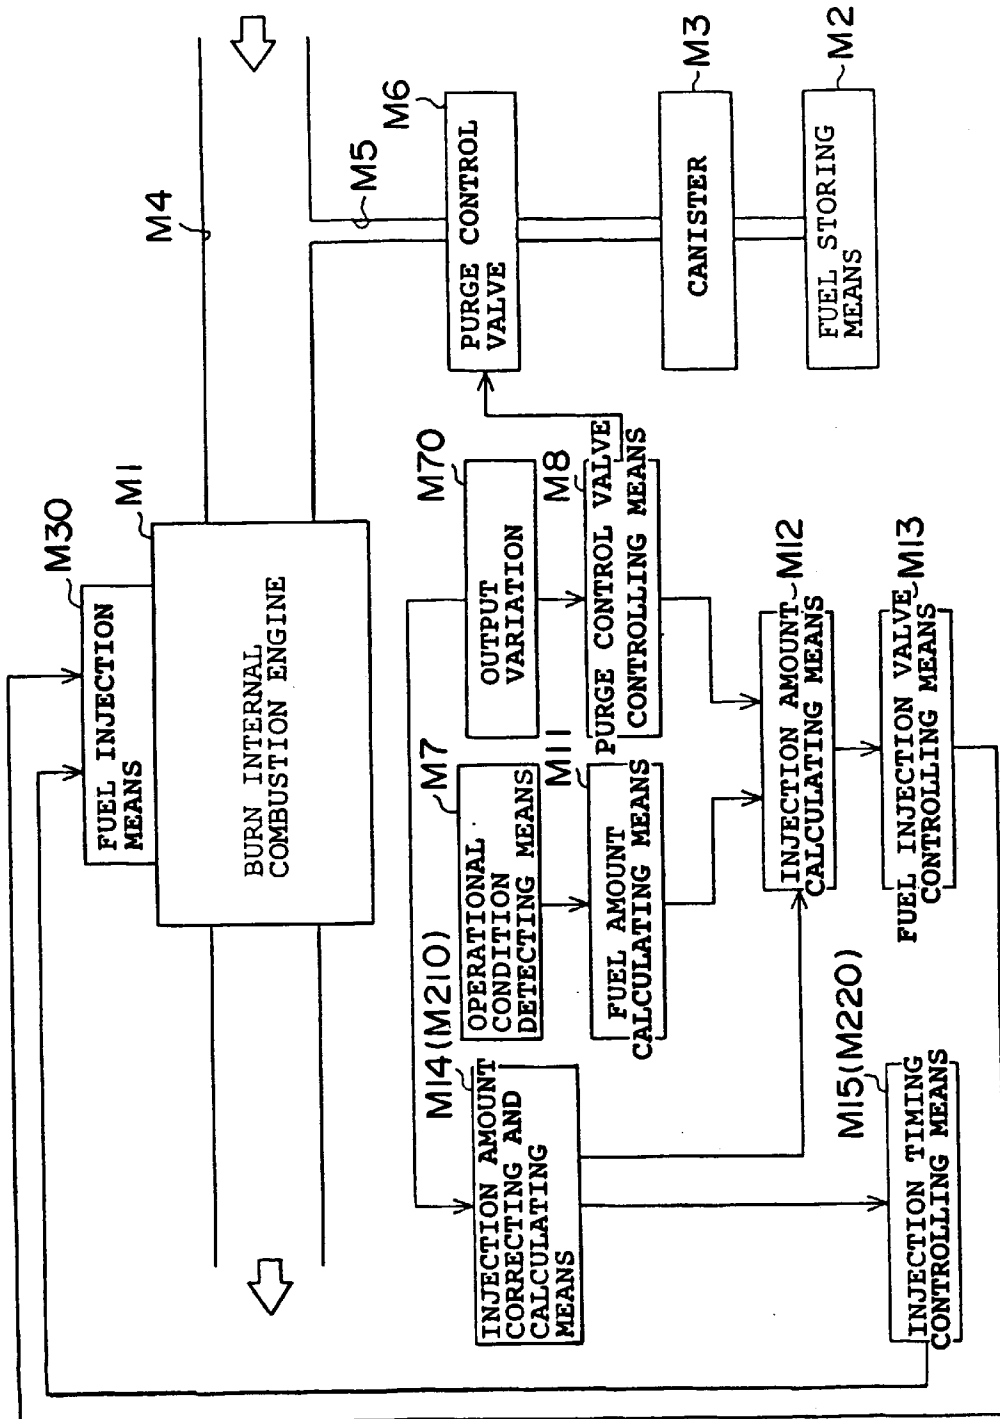 M30
FUEL INJECTION
MEANS
M1
BURN INTERNAL
COMBUSTION ENGINE
M4
M5
M6
PURGE CONTROL
VALVE
M3
CANISTER
M2
FUEL STORING
MEANS
M14(M210)
INJECTION AMOUNT
CORRECTING AND
CALCULATING
MEANS
M7
OPERATIONAL
CONDITION
DETECTING MEANS
M70
OUTPUT
VARIATION
M11
FUEL AMOUNT
CALCULATING MEANS
M8
PURGE CONTROL VALVE
CONTROLLING MEANS
M12
INJECTION AMOUNT
CALCULATING MEANS
M15(M220)
INJECTION TIMING
CONTROLLING MEANS
M13
FUEL INJECTION VALVE
CONTROLLING MEANS